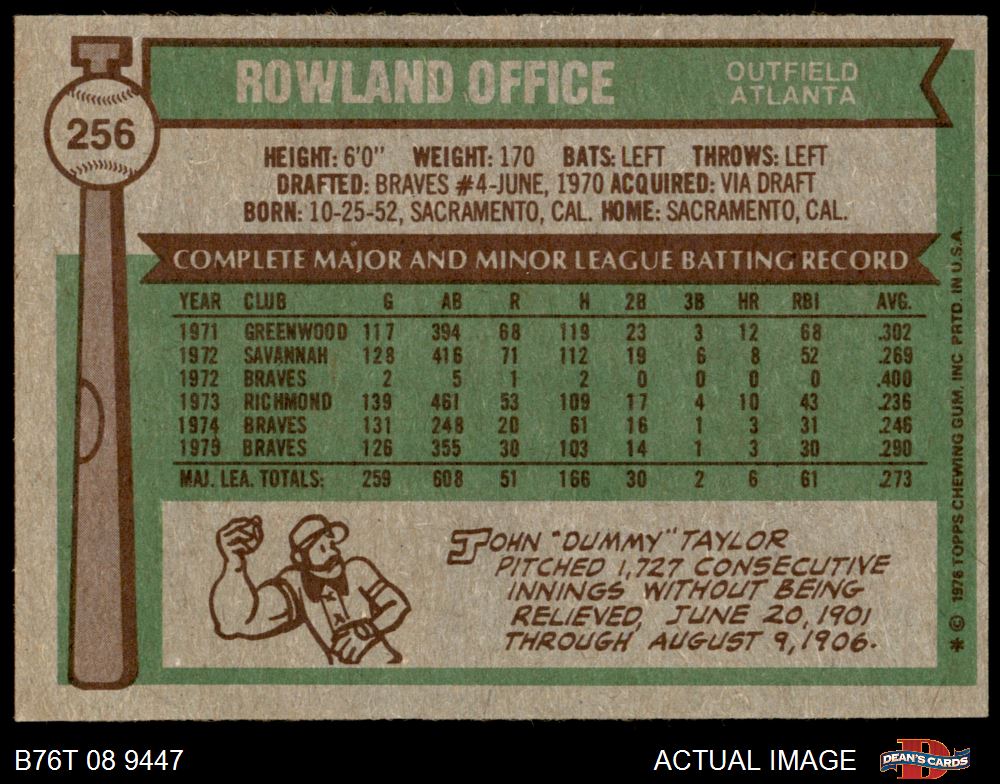 256
ROWLAND OFFICE
OUTFIELD
ATLANTA
HEIGHT: 6'0" WEIGHT: 170 BATS: LEFT THROWS: LEFT
DRAFTED: BRAVES #4-JUNE, 1970 ACQUIRED: VIA DRAFT
BORN: 10-25-52, SACRAMENTO, CAL. HOME: SACRAMENTO, CAL.
COMPLETE MAJOR AND MINOR LEAGUE BATTING RECORD
YEAR CLUB G AB R H 2B 3B HR RBI AVG.
1971 GREENWOOD 117 394 68 119 23 3 12 68 .302
1972 SAVANNAH 128 416 71 112 19 6 8 52 .269
1972 BRAVES 2 5 1 2 0 0 0 0 .400
1973 RICHMOND 139 461 53 109 17 4 10 43 .236
1974 BRAVES 131 248 20 61 16 1 3 31 .246
1975 BRAVES 126 355 30 103 14 1 3 30 .290
MAJ. LEA. TOTALS: 259 608 51 166 30 2 6 61 .273
JOHN "DUMMY" TAYLOR
PITCHED 1,727 CONSECUTIVE
INNINGS WITHOUT BEING
RELIEVED, JUNE 20, 1901
THROUGH AUGUST 9, 1906.
* © 1976 TOPPS CHEWING GUM, INC. PRTD. IN U.S.A.
B76T 08 9447
ACTUAL IMAGE
DEAN'S CARDS